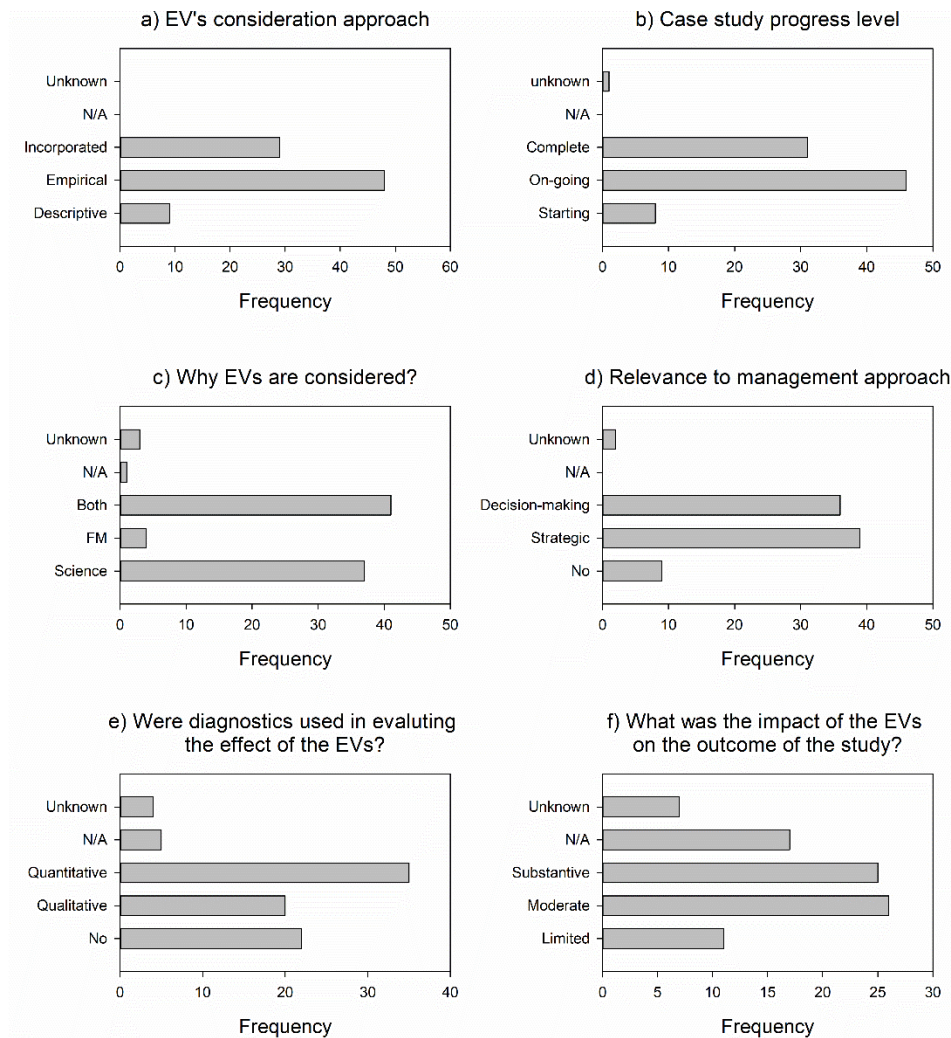 a) EV's consideration approach
Unknown
N/A
Incorporated
Empirical
Descriptive
0 10 20 30 40 50 60
Frequency
b) Case study progress level
unknown
N/A
Complete
On-going
Starting
0 10 20 30 40 50
Frequency
c) Why EVs are considered?
Unknown
N/A
Both
FM
Science
0 10 20 30 40 50
Frequency
d) Relevance to management approach
Unknown
N/A
Decision-making
Strategic
No
0 10 20 30 40 50
Frequency
e) Were diagnostics used in evaluting
the effect of the EVs?
Unknown
N/A
Quantitative
Qualitative
No
0 10 20 30 40
Frequency
f) What was the impact of the EVs
on the outcome of the study?
Unknown
N/A
Substantive
Moderate
Limited
0 5 10 15 20 25 30
Frequency